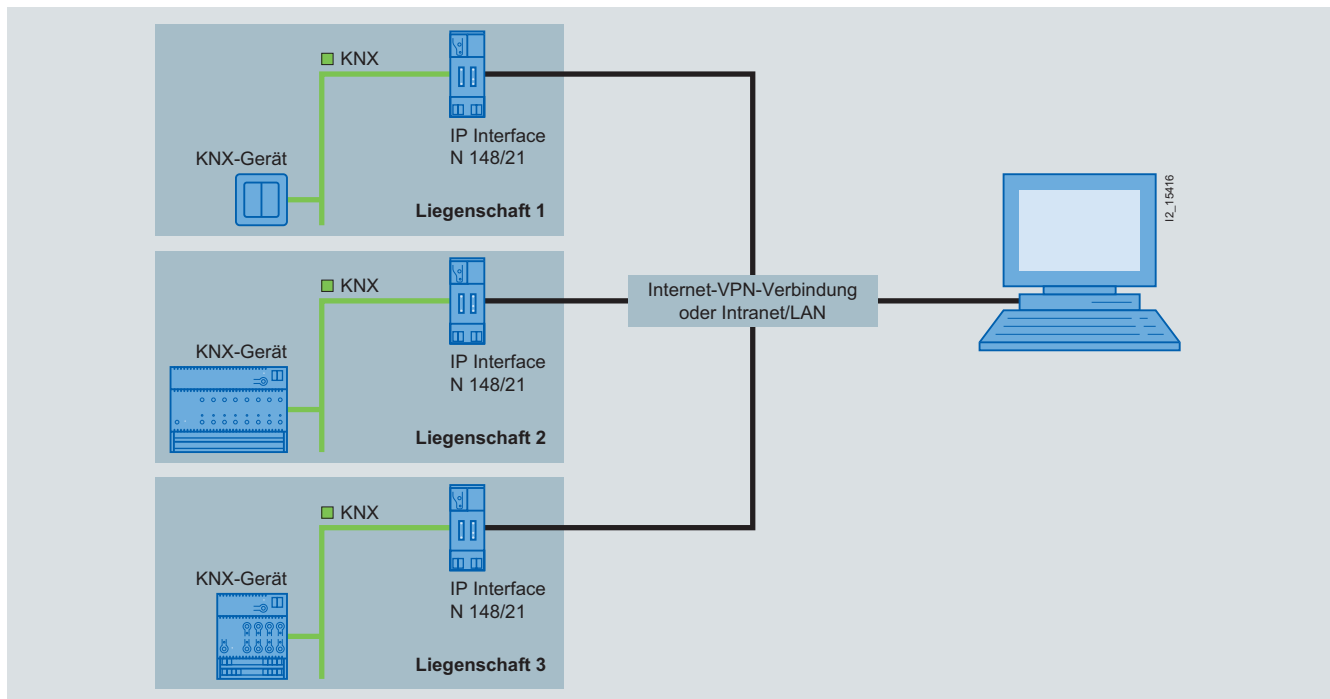 KNX
KNX-Gerät
IP Interface
N 148/21
Liegenschaft 1
KNX
KNX-Gerät
IP Interface
N 148/21
Liegenschaft 2
KNX
KNX-Gerät
IP Interface
N 148/21
Liegenschaft 3
Internet-VPN-Verbindung
oder Intranet/LAN
I2_15416